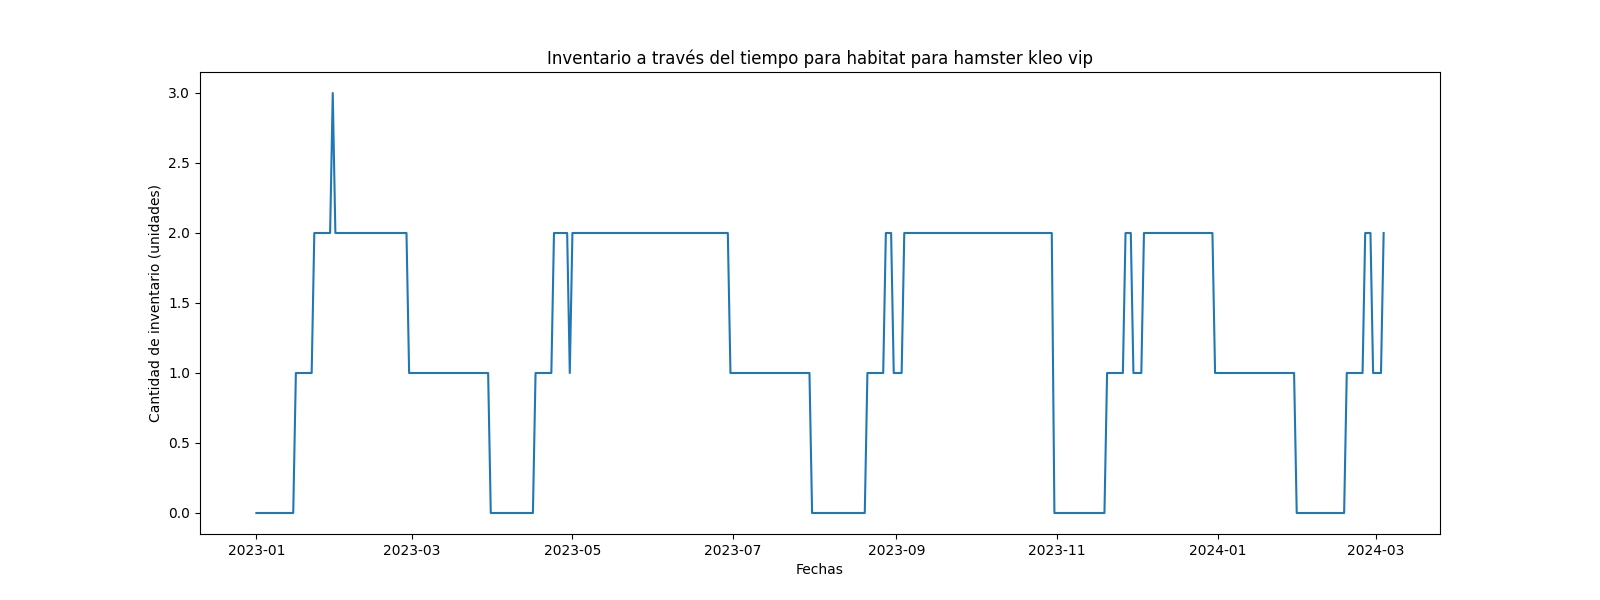 Inventario a través del tiempo para habitat para hamster kleo vip
3.0
2.5
2.0
1.5
1.0
0.5
0.0
Cantidad de inventario (unidades)
2023-01 2023-03 2023-05 2023-07 2023-09 2023-11 2024-01 2024-03
Fechas